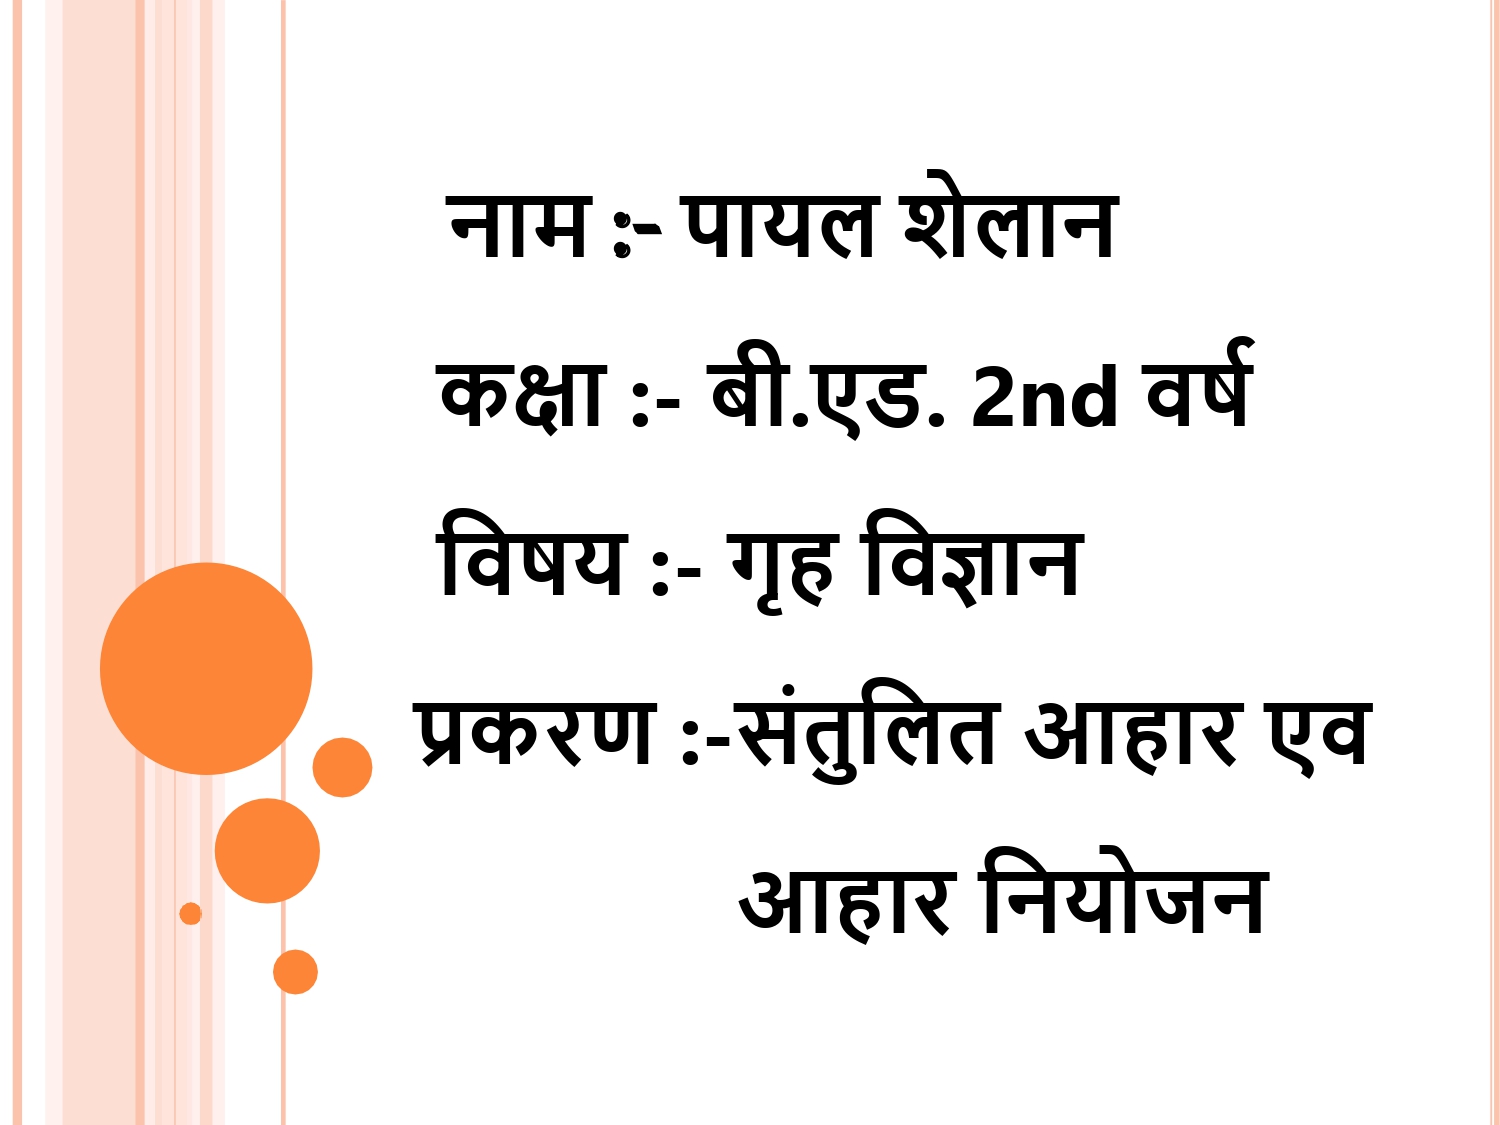 नाम :- पायल शेलान
कक्षा :- बी.एड. 2nd वर्ष
विषय :- गृह विज्ञान
प्रकरण :-संतुलित आहार एव
आहार नियोजन